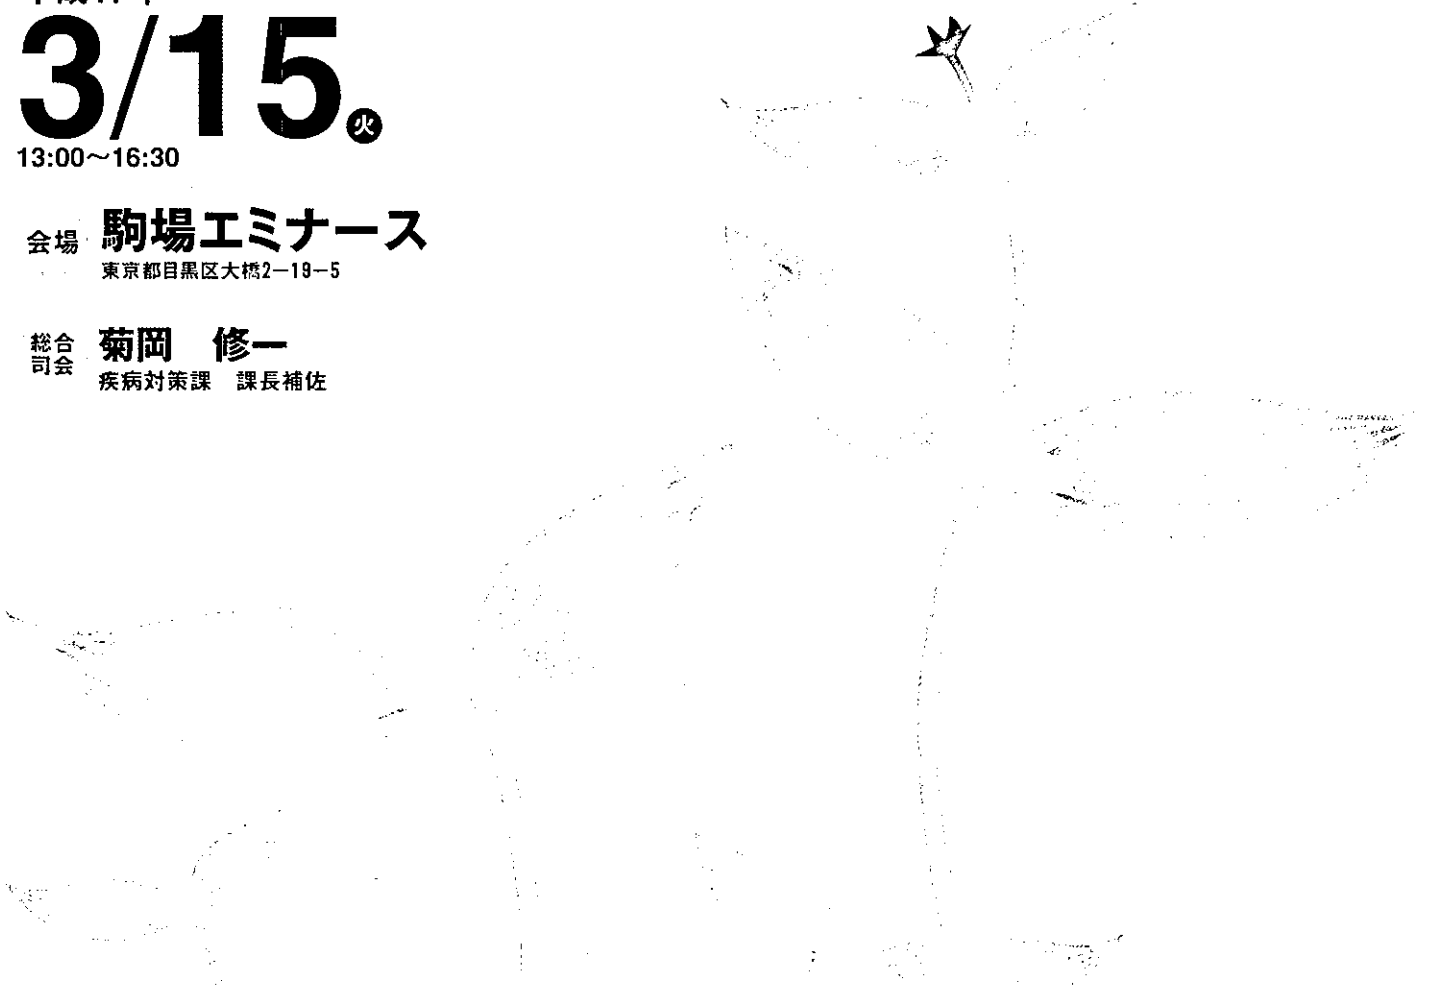 3/15 火
13:00〜16:30
会場 駒場エミナース
東京都目黒区大橋2-19-5
総合司会 菊岡 修一
疾病対策課 課長補佐